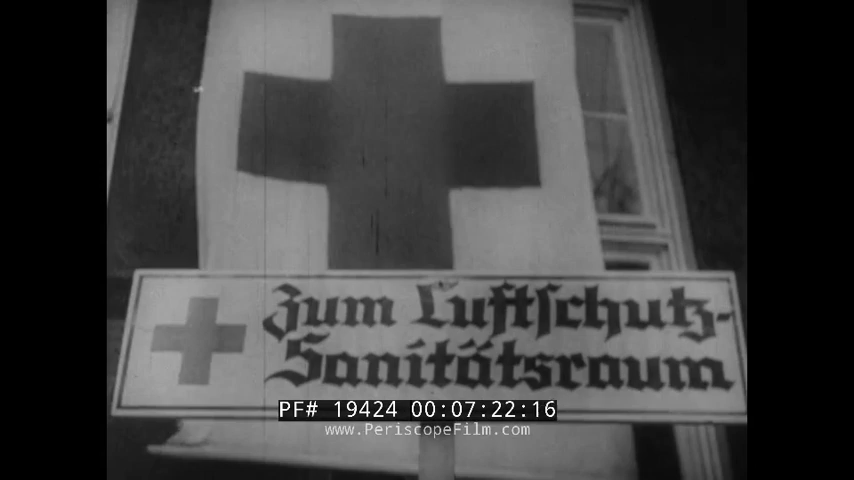 Zum Luftschutz-
Sanitätsraum
PF# 19424 00:07:22:16
www.PeriscopeFilm.com